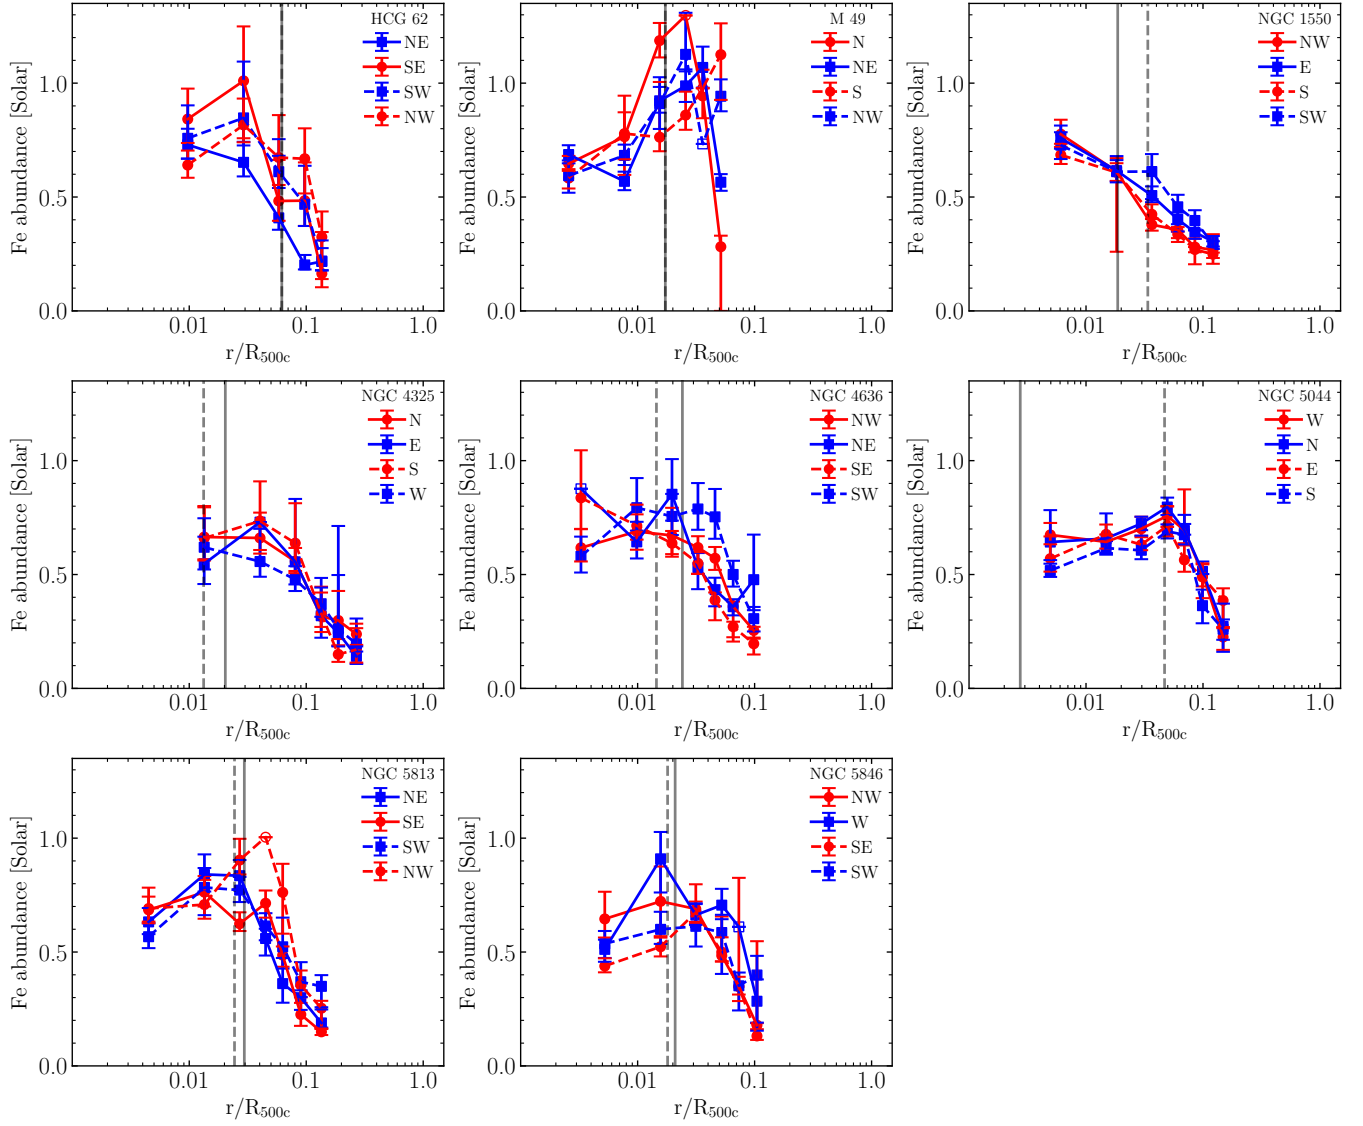 HCG 62
NE
SE
SW
NW
Fe abundance [Solar]
1.0
0.5
0.0
0.01
0.1
1.0
r/R500c
M 49
N
NE
S
NW
Fe abundance [Solar]
1.0
0.5
0.0
0.01
0.1
1.0
r/R500c
NGC 1550
NW
E
S
SW
Fe abundance [Solar]
1.0
0.5
0.0
0.01
0.1
1.0
r/R500c
NGC 4325
N
E
S
W
Fe abundance [Solar]
1.0
0.5
0.0
0.01
0.1
1.0
r/R500c
NGC 4636
NW
NE
SE
SW
Fe abundance [Solar]
1.0
0.5
0.0
0.01
0.1
1.0
r/R500c
NGC 5044
W
N
E
S
Fe abundance [Solar]
1.0
0.5
0.0
0.01
0.1
1.0
r/R500c
NGC 5813
NE
SE
SW
NW
Fe abundance [Solar]
1.0
0.5
0.0
0.01
0.1
1.0
r/R500c
NGC 5846
NW
W
SE
SW
Fe abundance [Solar]
1.0
0.5
0.0
0.01
0.1
1.0
r/R500c